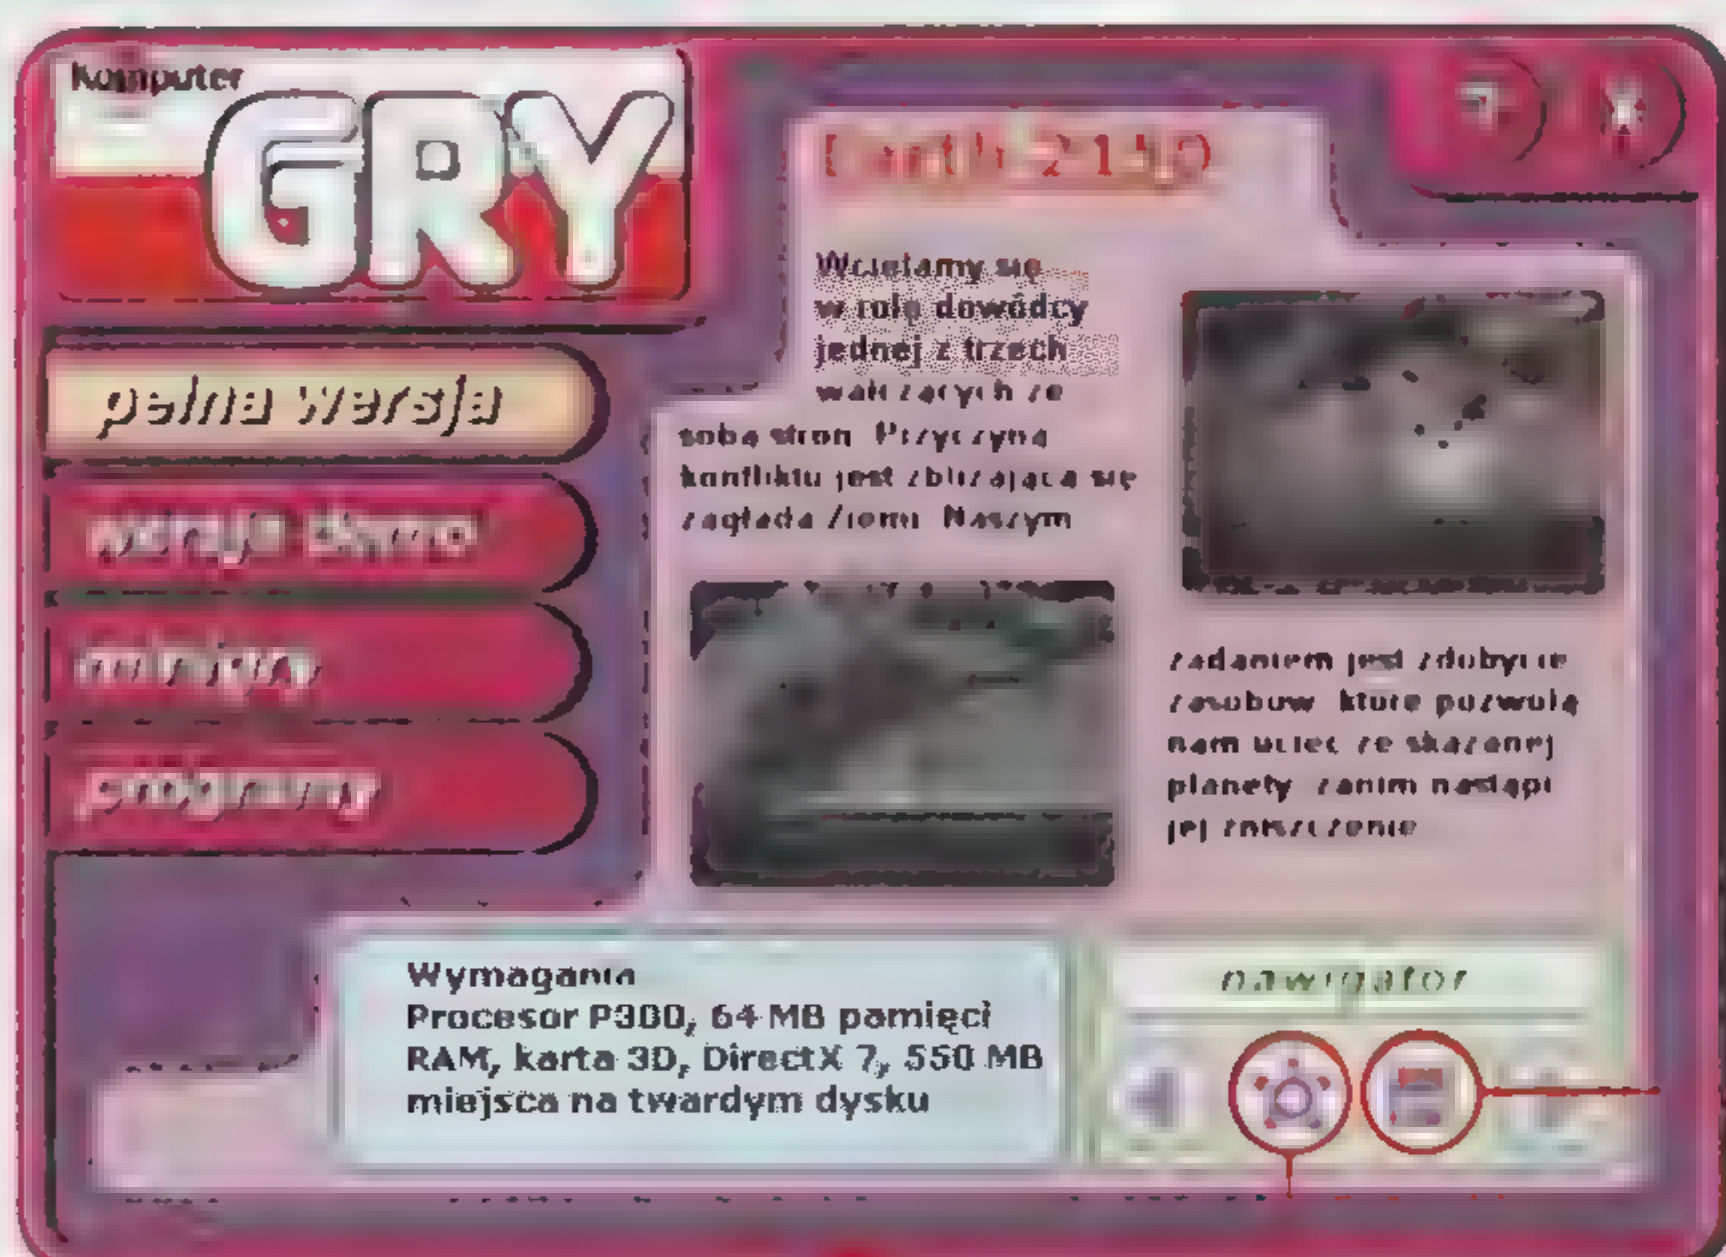 Komputer
GRY
pełna wersja
wersje demo
minigry
programy
Earth 2150
Wcielamy się
w rolę dowódcy
jednej z trzech
walczących ze
sobą stron Przyczyną
konfliktu jest zbliżająca się
zagłada Ziemi Naszym
zadaniem jest zdobycie
zasobów które pozwolą
nam uciec ze skazanej
planety zanim nastąpi
jej zniszczenie
Wymagania
Procesor P300, 64 MB pamięci
RAM, karta 3D, DirectX 7, 550 MB
miejsca na twardym dysku
nawigator